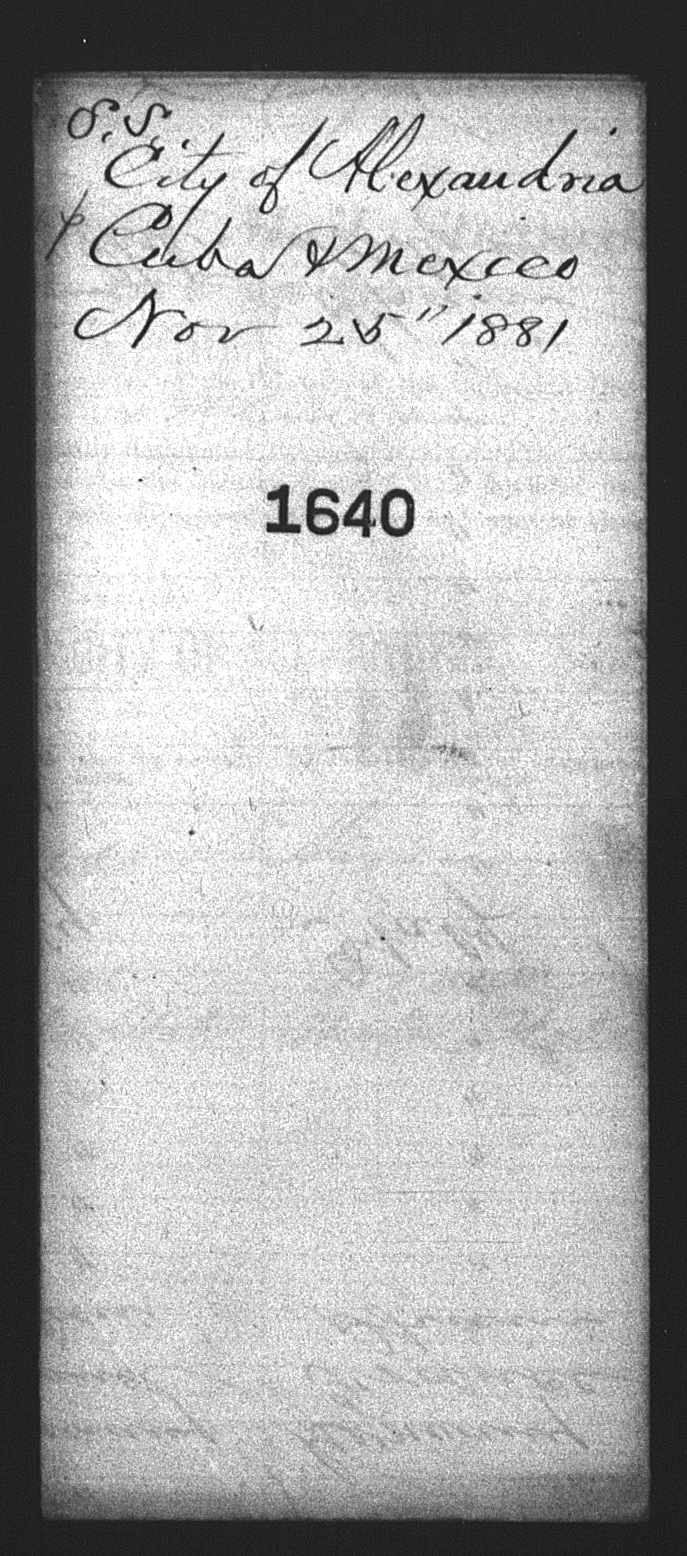 S.S.
City of Alexandria
Cuba & Mexico
Nov 25" 1881
1640